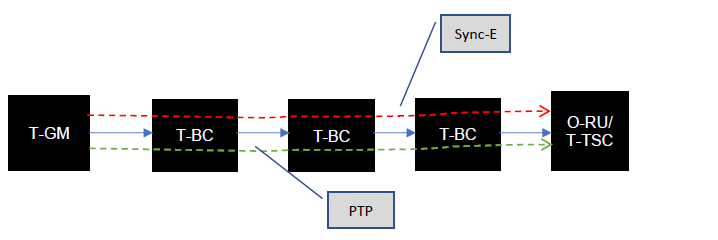 Sync-E
T-GM
T-BC
T-BC
T-BC
O-RU/
T-TSC
PTP